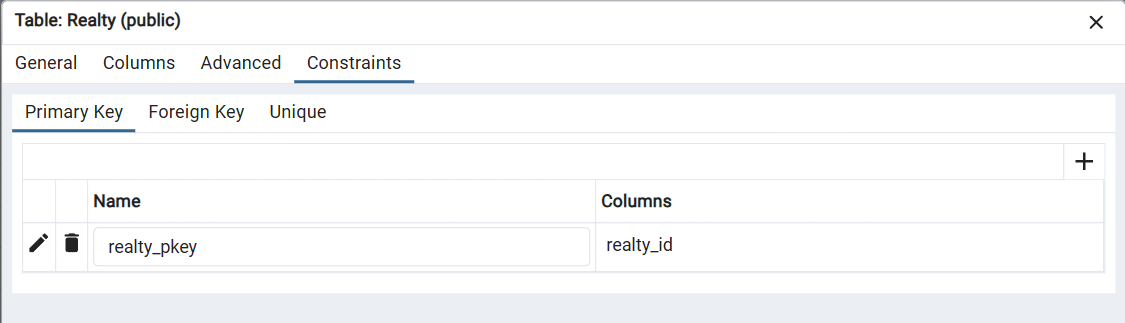 Table: Realty (public)
General Columns Advanced Constraints
Primary Key Foreign Key Unique
Name Columns
realty_pkey realty_id